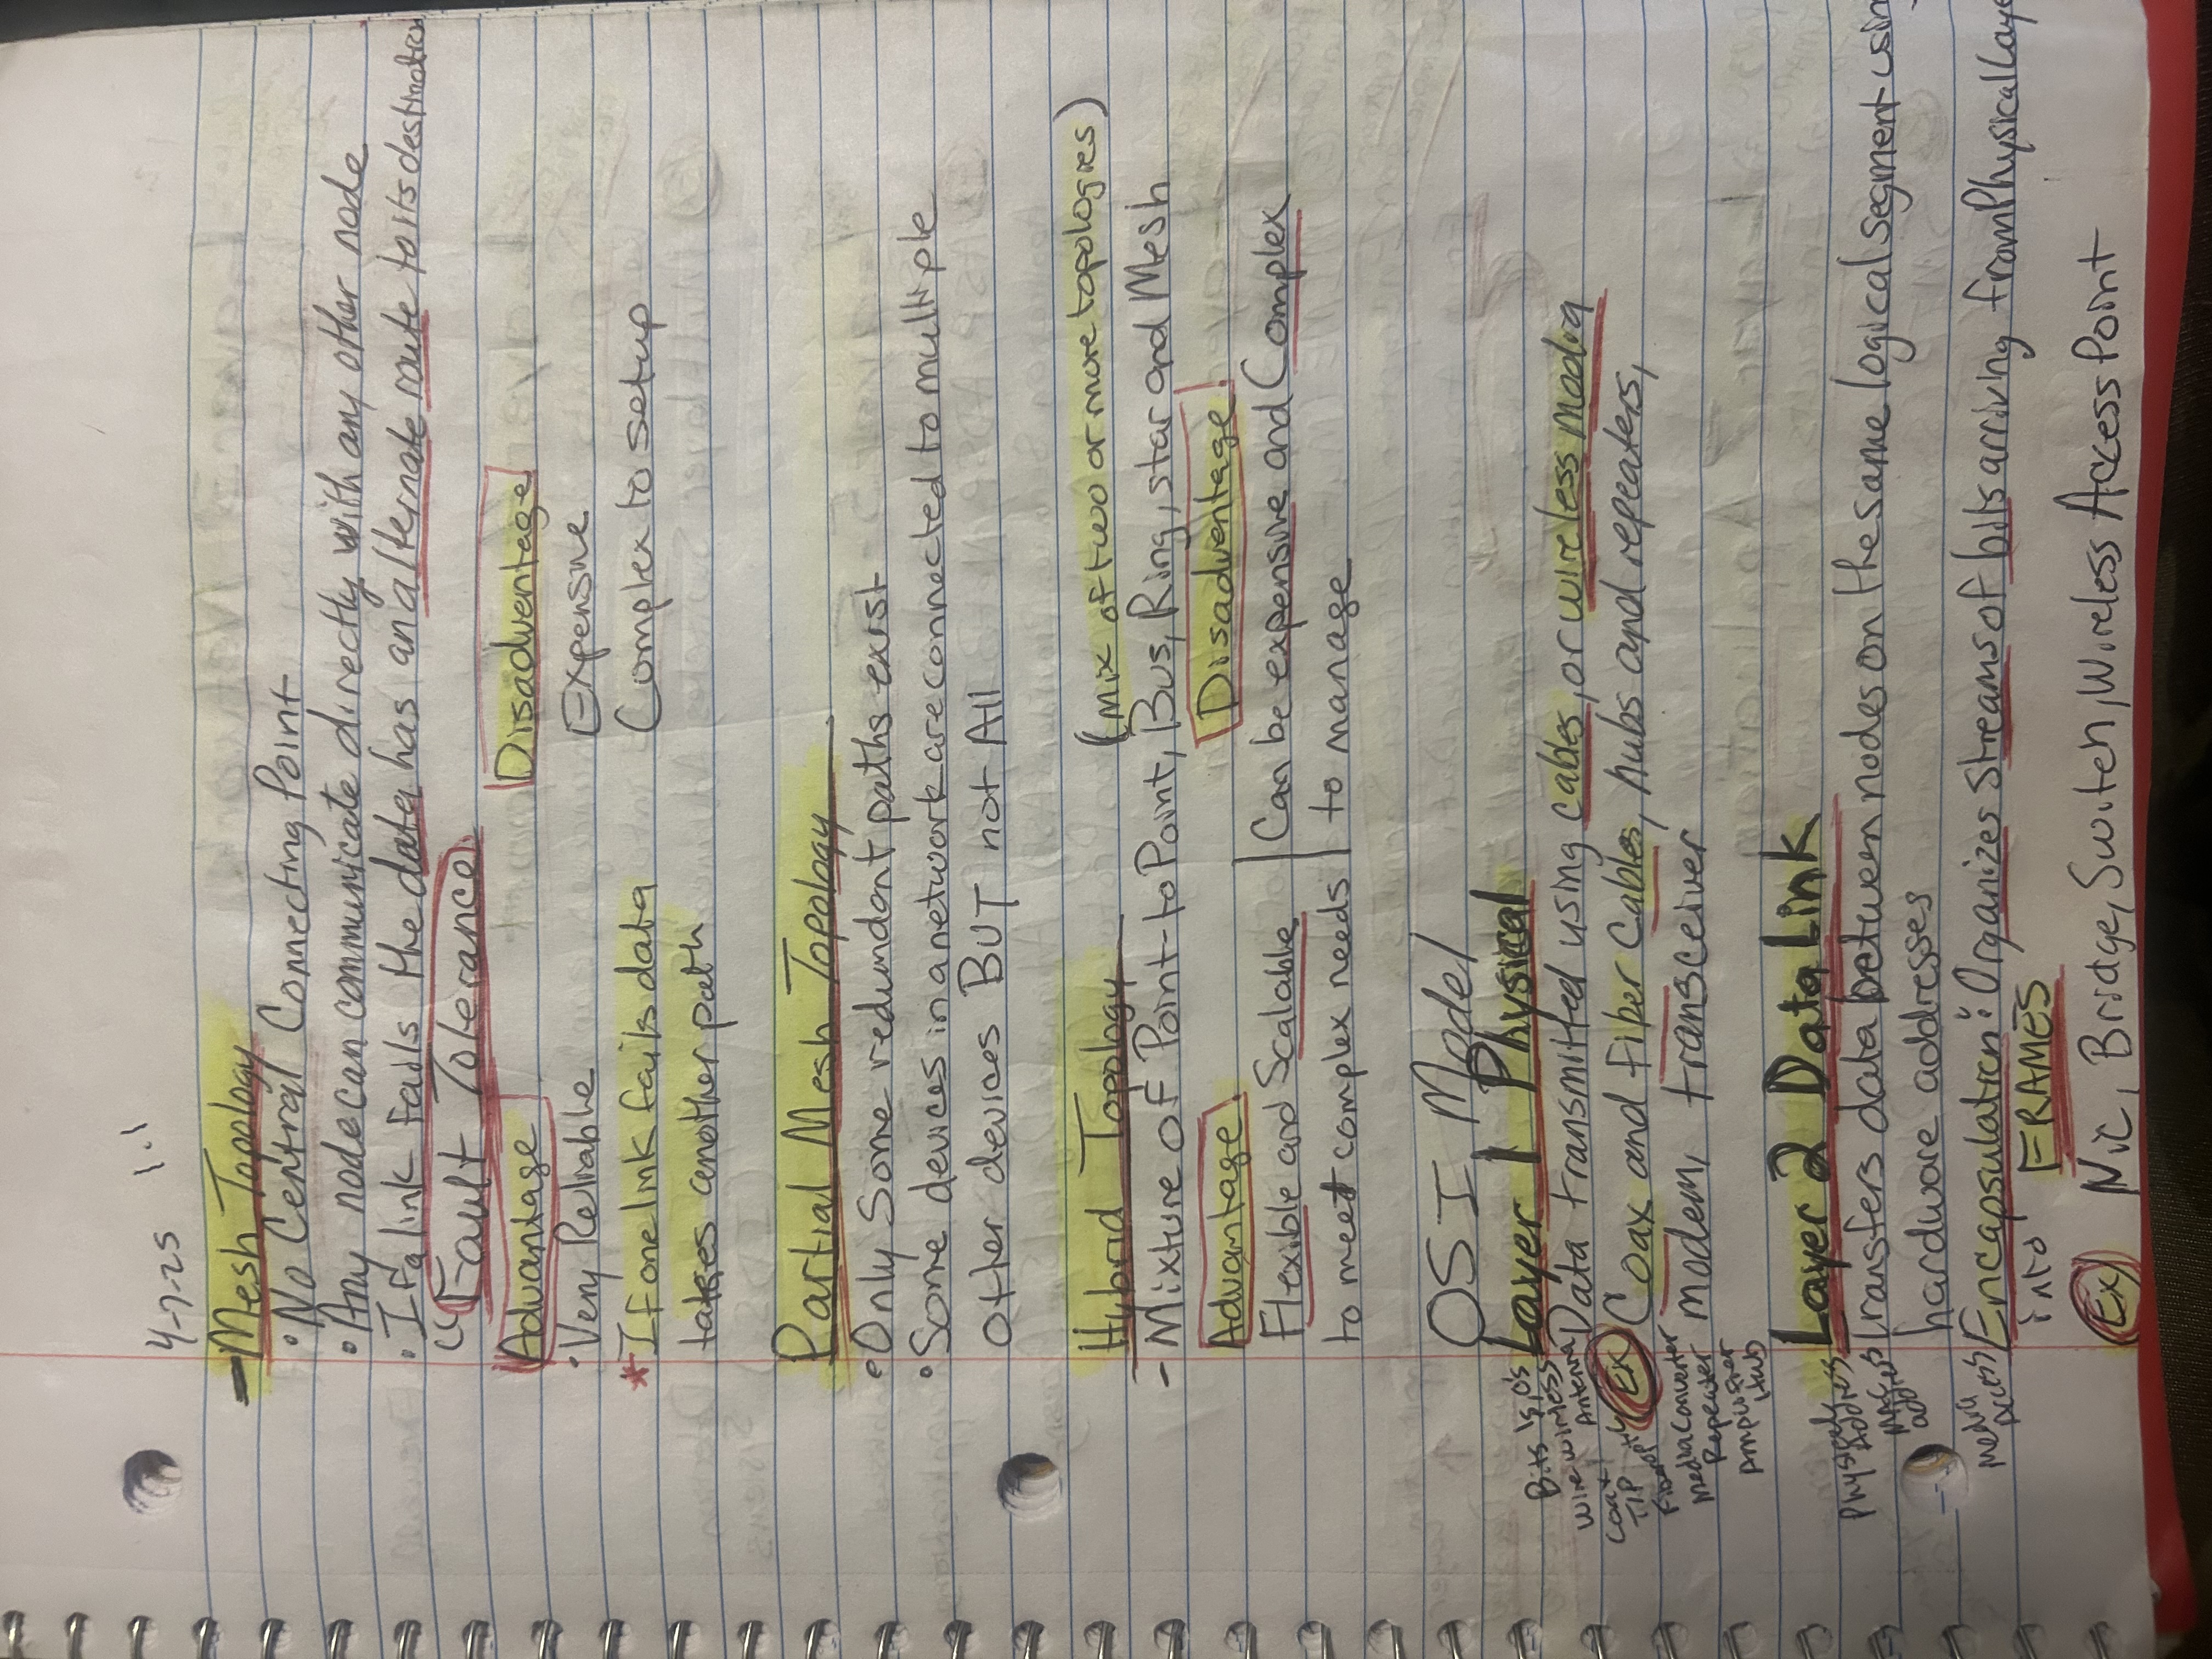 4-7-25 1.1
- Mesh Topology
• No Central Connecting Point
• Any node can communicate directly with any other node
• If a link fails the data has an alternate route to its destination
"Fault Tolerance"
Advantage Disadventage
• Very Reliable Expensive
* If one link fails data Complex to setup
takes another path
Partial Mesh Topology
• Only Some redundant paths exist
• Some devices in a network are connected to multiple
other devices BUT not All
Hybrid Topology (mix of two or more topologies)
- Mixture of Point-to Point, Bus, Ring, star and Mesh
Advantage Disadventage
Flexible and Scalable | Can be expensive and Complex
to meet complex needs | to manage
OSI Model
Layer 1 Physical
Bits 1s, 0's
Wire wireless
Antenna
Coax
Fiberoptic
Media Converter
Repeater
Amplifier
Hub
Data transmitted using cables, or wireless media
Ex Coax and fiber Cables, hubs and repeaters,
modem, transceiver
Layer 2 Data Link
Physical
Address
MAC
address
Media
Access
Transfers data between nodes on the same logical segment usin
hardware addresses
Encapsulation: Organizes Streams of bits arriving from Physical Laye
into FRAMES
Ex) Nic, Bridge, Switch, Wireless Access Point